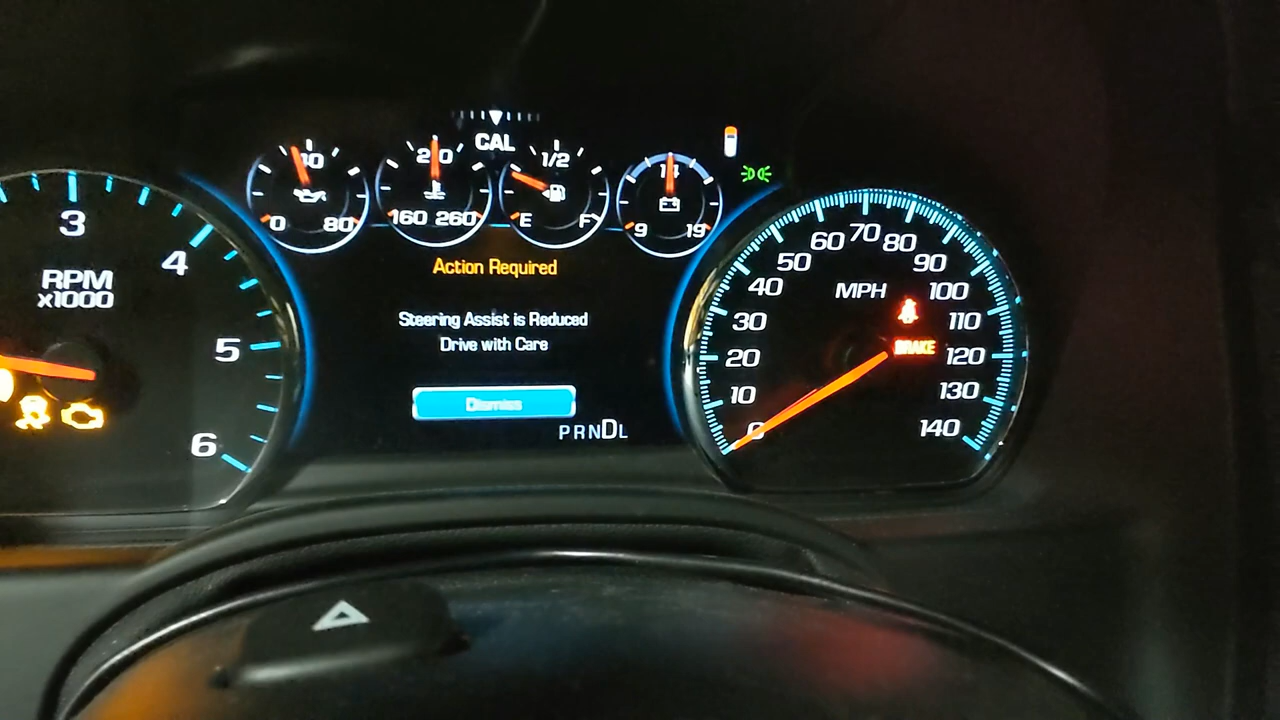 CAL
40
210
1/2
14
0 80
160 260
E F
9 19
3
4
5
6
RPM
x1000
Action Required
Steering Assist is Reduced
Drive with Care
Dismiss
PRNDL
0
10
20
30
40
50
60
70
80
90
100
110
120
130
140
MPH
BRAKE